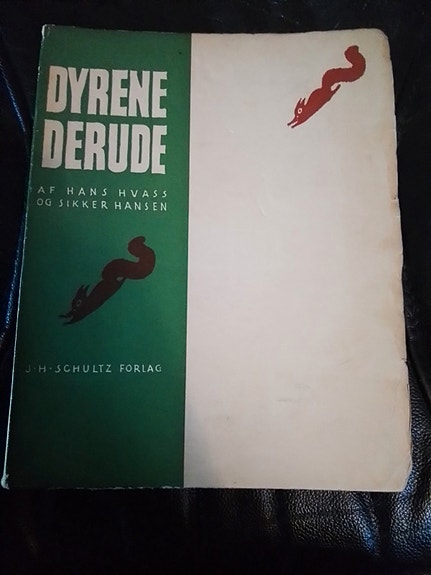 DYRENE
DERUDE
AF HANS HVASS
OG SIKKER HANSEN
J·H·SCHULTZ FORLAG